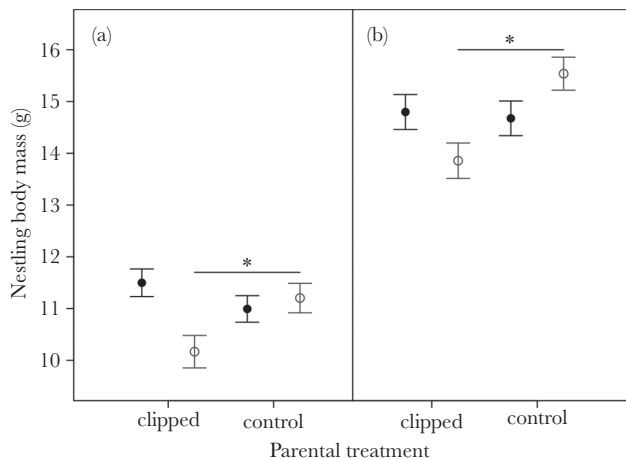 (a)
(b)
16
15
14
13
12
11
10
Nestling body mass (g)
*
*
clipped
control
clipped
control
Parental treatment